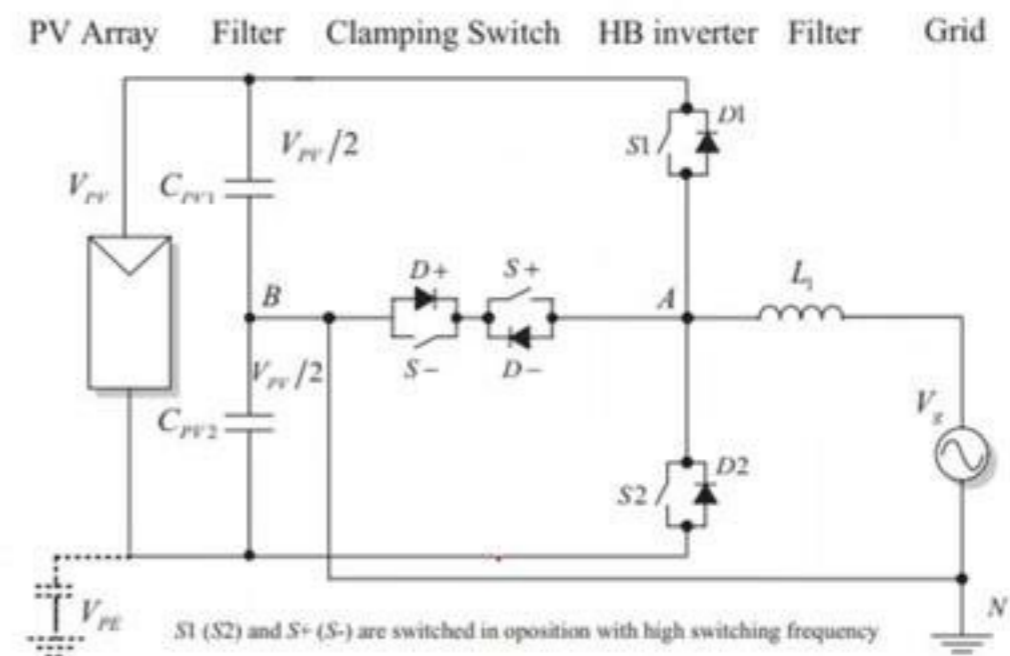 PV Array Filter Clamping Switch HB inverter Filter Grid
D1
V_PV/2
S1
V_PV C_PV1
D+ S+ L_1
B A
V_PV/2 S- D-
V_g
C_PV2
D2
S2
V_PE N
S1 (S2) and S+ (S-) are switched in oposition with high switching frequency